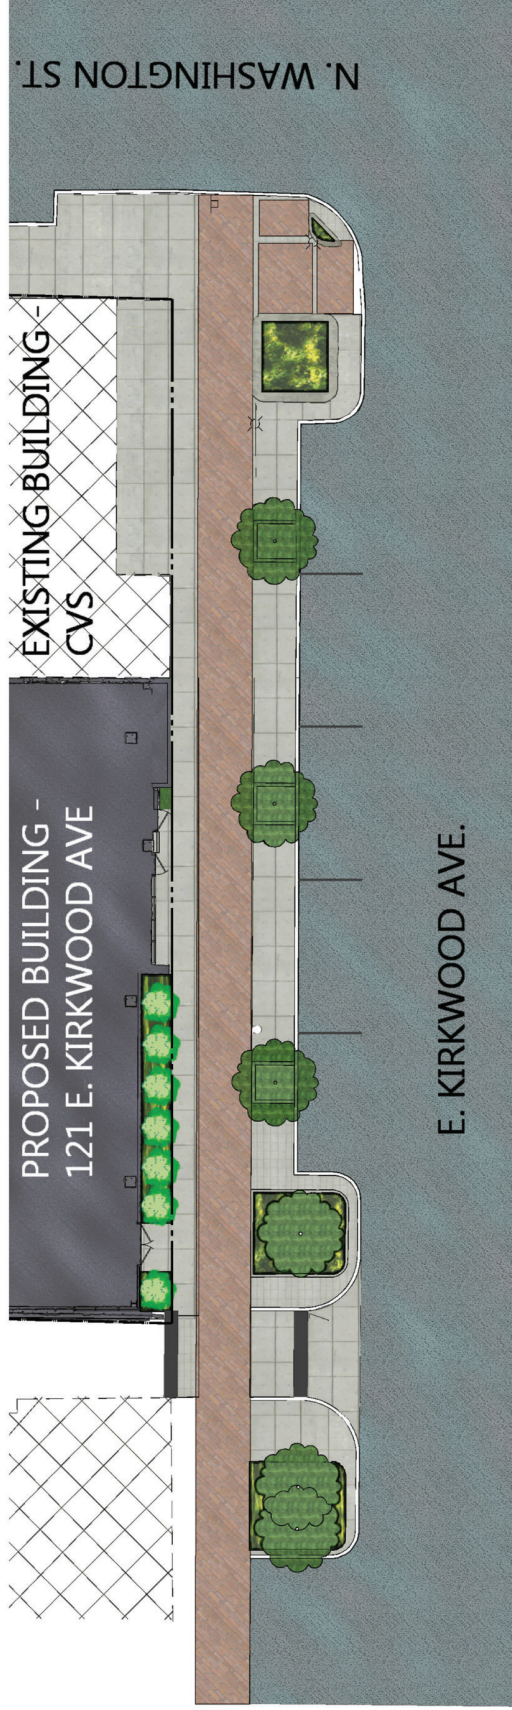 N. WASHINGTON ST.
EXISTING BUILDING -
CVS
PROPOSED BUILDING -
121 E. KIRKWOOD AVE
E. KIRKWOOD AVE.